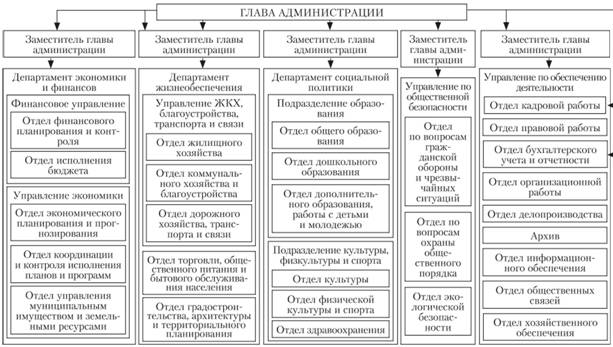 ГЛАВА АДМИНИСТРАЦИИ
Заместитель главы
администрации
Департамент экономики
и финансов
Финансовое управление
Отдел финансового
планирования и конт-
роля
Отдел исполнения
бюджета
Управление экономики
Отдел экономического
планирования и прог-
нозирования
Отдел координации
и контроля исполнения
планов и программ
Отдел управления
муниципальным
имуществом и земель-
ными ресурсами
Заместитель главы
администрации
Департамент
жизнеобеспечения
Управление ЖКХ,
благоустройства,
транспорта и связи
Отдел жилищного
хозяйства
Отдел коммуналь-
ного хозяйства и
благоустройства
Отдел дорожного
хозяйства, транс-
порта и связи
Отдел торговли, обще-
ственного питания и
бытового обслужива-
ния населения
Отдел градострои-
тельства, архитектуры
и территориального
планирования
Заместитель главы
администрации
Департамент социальной
политики
Подразделение образо-
вания
Отдел общего образо-
вания
Отдел дошкольного
образования
Отдел дополнитель-
ного образования,
работы с детьми
и молодежью
Подразделение культуры,
физкультуры и спорта
Отдел культуры
Отдел физической
культуры и спорта
Отдел здравоохранения
Заместитель
главы адми-
нистрации
Управление по
общественной
безопасности
Отдел
по вопросам
граж-
данской
обороны
и чрезвы-
чайных
ситуаций
Отдел по
вопросам
охраны
обще-
ственного
порядка
Отдел эко-
логической
безопас-
ности
Заместитель главы
администрации
Управление по обеспечению
деятельности
Отдел кадровой работы
Отдел правовой работы
Отдел бухгалтерского
учета и отчетности
Отдел организационной
работы
Отдел делопроизводства
Архив
Отдел информацион-
ного обеспечения
Отдел общественных
связей
Отдел хозяйственного
обеспечения